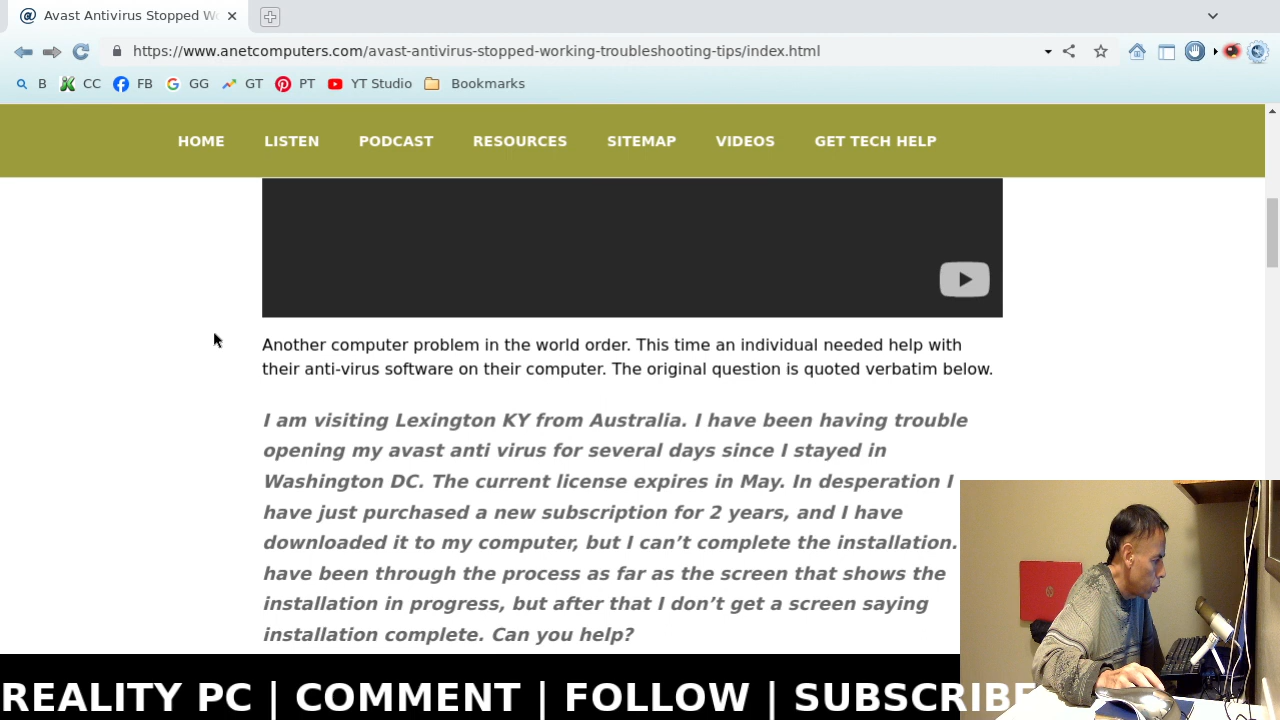 Avast Antivirus Stopped Wo
https://www.anetcomputers.com/avast-antivirus-stopped-working-troubleshooting-tips/index.html
B CC FB GG GT PT YT Studio Bookmarks
HOME LISTEN PODCAST RESOURCES SITEMAP VIDEOS GET TECH HELP
Another computer problem in the world order. This time an individual needed help with
their anti-virus software on their computer. The original question is quoted verbatim below.
I am visiting Lexington KY from Australia. I have been having trouble
opening my avast anti virus for several days since I stayed in
Washington DC. The current license expires in May. In desperation I
have just purchased a new subscription for 2 years, and I have
downloaded it to my computer, but I can’t complete the installation.
have been through the process as far as the screen that shows the
installation in progress, but after that I don’t get a screen saying
installation complete. Can you help?
REALITY PC | COMMENT | FOLLOW | SUBSCRIBE